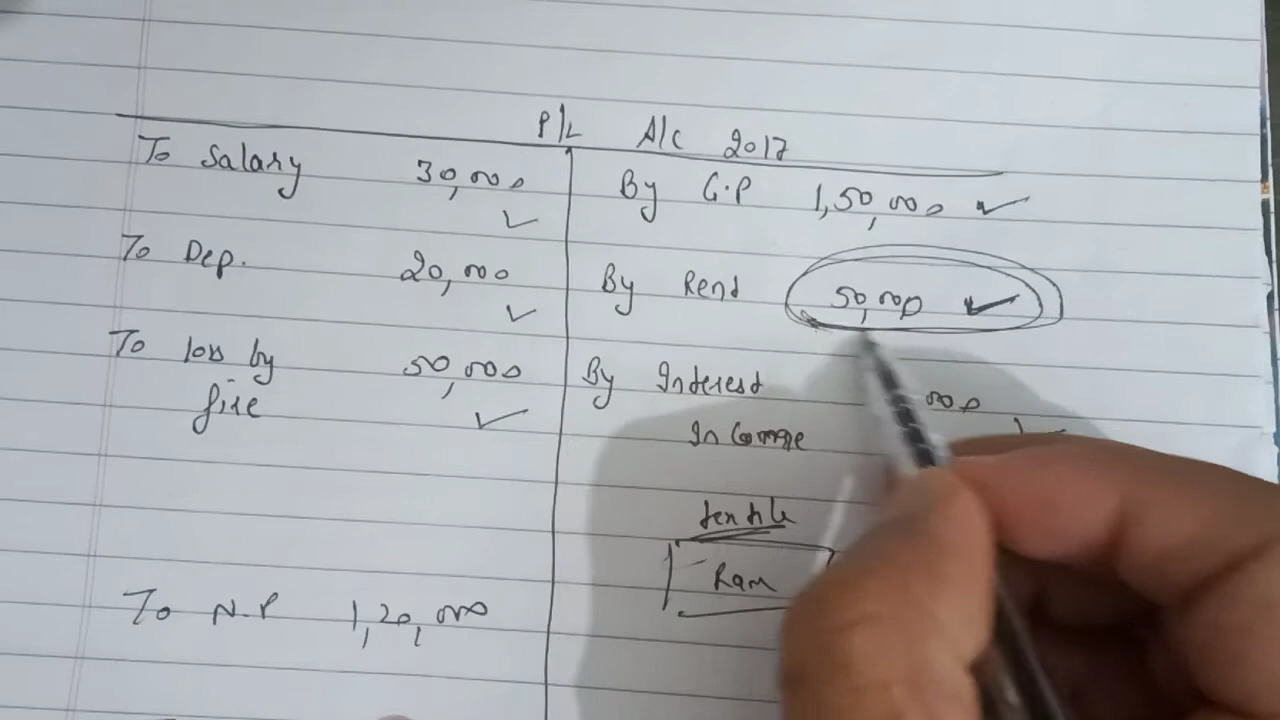 P/L A/C 2017
To Salary 30,000 By G.P 1,50,000
To Dep. 20,000 By Rent 50,000
To loss by 50,000 By Interest 000
fire Income
textile
Ram
To N.P 1,20,000